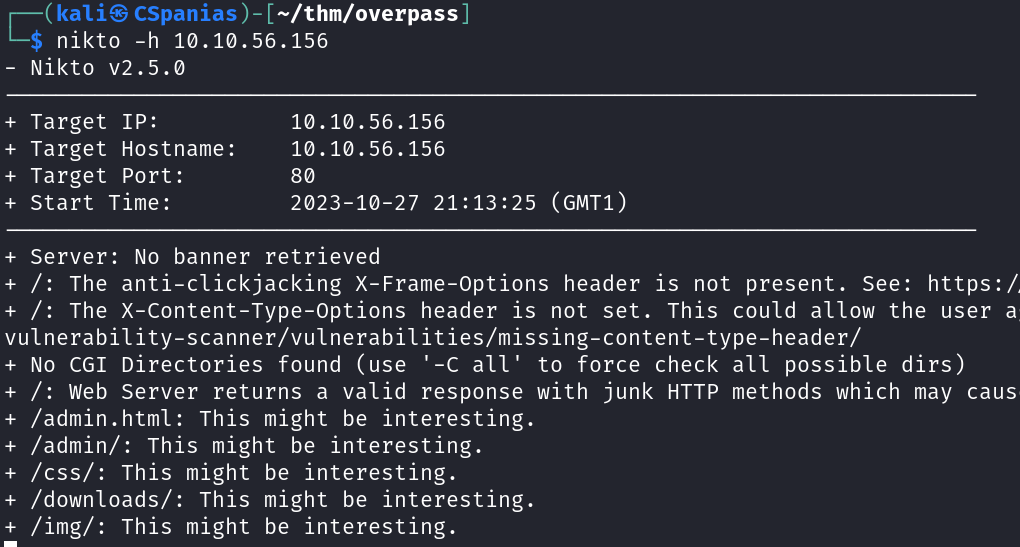 ┌──(kali㉿CSpanias)-[~/thm/overpass]
└─$ nikto -h 10.10.56.156
- Nikto v2.5.0
---------------------------------------------------------------------------
+ Target IP:          10.10.56.156
+ Target Hostname:    10.10.56.156
+ Target Port:        80
+ Start Time:         2023-10-27 21:13:25 (GMT1)
---------------------------------------------------------------------------
+ Server: No banner retrieved
+ /: The anti-clickjacking X-Frame-Options header is not present. See: https:/
+ /: The X-Content-Type-Options header is not set. This could allow the user
vulnerability-scanner/vulnerabilities/missing-content-type-header/
+ No CGI Directories found (use '-C all' to force check all possible dirs)
+ /: Web Server returns a valid response with junk HTTP methods which may
+ /admin.html: This might be interesting.
+ /admin/: This might be interesting.
+ /css/: This might be interesting.
+ /downloads/: This might be interesting.
+ /img/: This might be interesting.